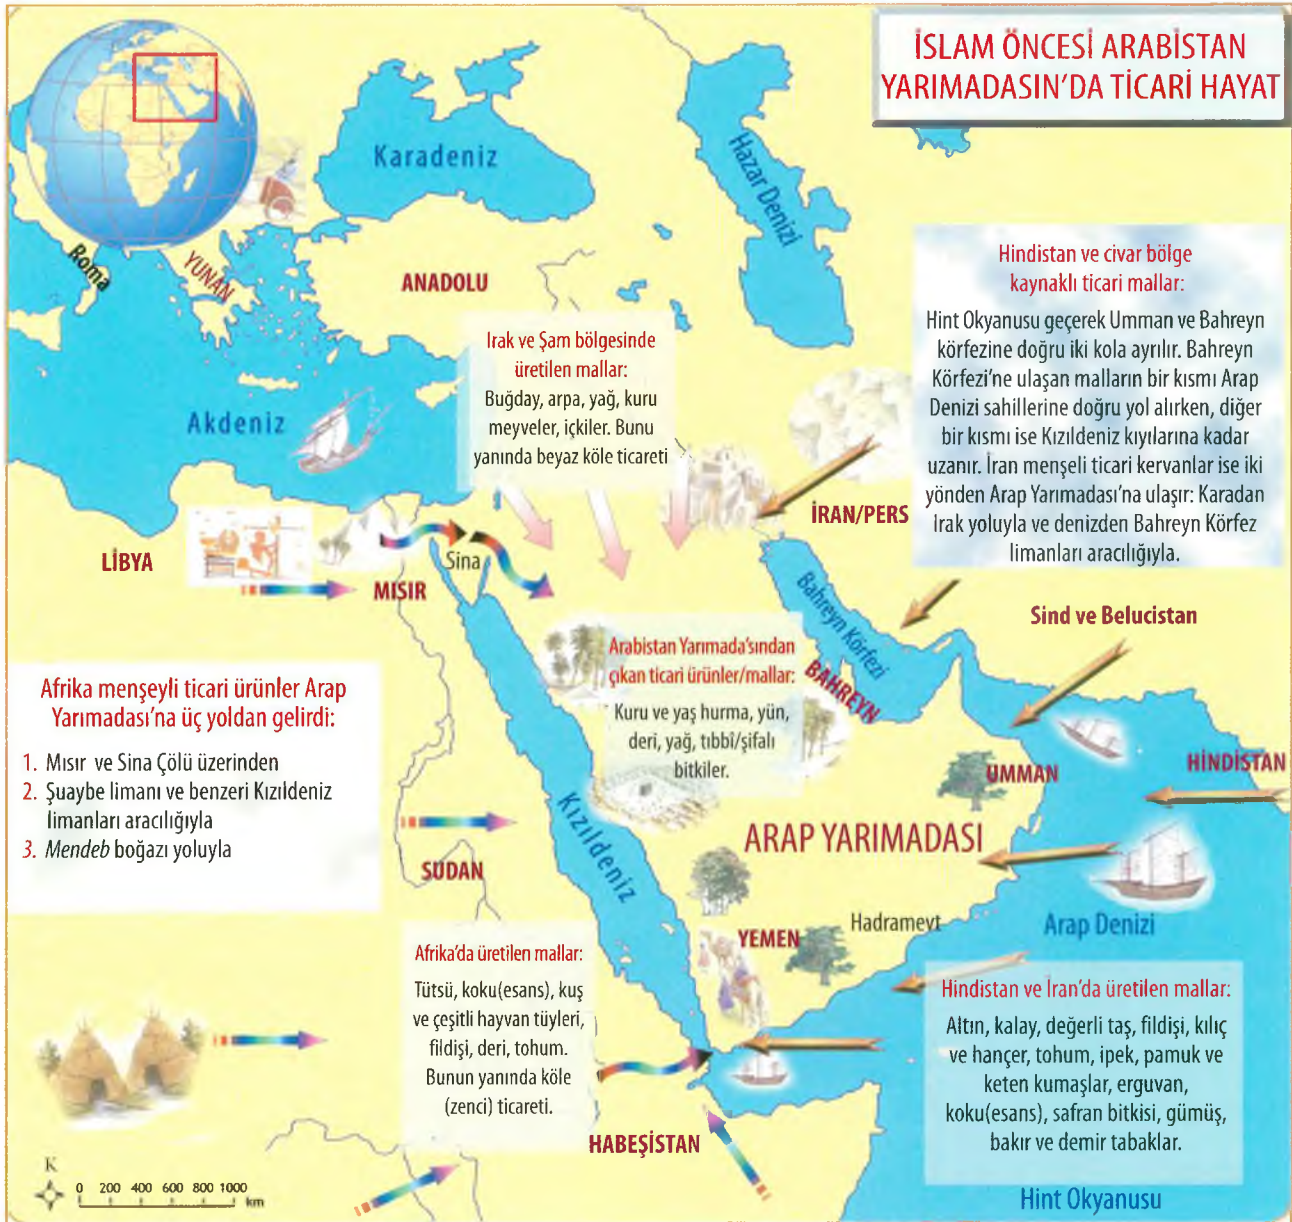 İSLAM ÖNCESİ ARABİSTAN
YARIMADASIN'DA TİCARİ HAYAT
Karadeniz
Hazar Denizi
Roma
YUNAN
ANADOLU
Akdeniz
Irak ve Şam bölgesinde
üretilen mallar:
Buğday, arpa, yağ, kuru
meyveler, içkiler. Bunu
yanında beyaz köle ticareti
Hindistan ve civar bölge
kaynaklı ticari mallar:
Hint Okyanusu geçerek Umman ve Bahreyn
körfezine doğru iki kola ayrılır. Bahreyn
Körfezi'ne ulaşan malların bir kısmı Arap
Denizi sahillerine doğru yol alırken, diğer
bir kısmı ise Kızıldeniz kıyılarına kadar
uzanır. İran menşeli ticari kervanlar ise iki
yönden Arap Yarımadası'na ulaşır: Karadan
Irak yoluyla ve denizden Bahreyn Körfez
limanları aracılığıyla.
İRAN/PERS
LİBYA
MISIR
Sina
Bahreyn Körfezi
BAHREYN
Sind ve Belucistan
Arabistan Yarımada'sından
çıkan ticari ürünler/mallar:
Kuru ve yaş hurma, yün,
deri, yağ, tıbbî/şifalı
bitkiler.
Afrika menşeyli ticari ürünler Arap
Yarımadası'na üç yoldan gelirdi:
1. Mısır ve Sina Çölü üzerinden
2. Şuaybe limanı ve benzeri Kızıldeniz
limanları aracılığıyla
3. Mendeb boğazı yoluyla
UMMAN
HİNDİSTAN
Kızıldeniz
ARAP YARIMADASI
SUDAN
Hadramevt
Arap Denizi
YEMEN
Afrika'da üretilen mallar:
Tütsü, koku(esans), kuş
ve çeşitli hayvan tüyleri,
fildişi, deri, tohum.
Bunun yanında köle
(zenci) ticareti.
Hindistan ve İran'da üretilen mallar:
Altın, kalay, değerli taş, fildişi, kılıç
ve hançer, tohum, ipek, pamuk ve
keten kumaşlar, erguvan,
koku(esans), safran bitkisi, gümüş,
bakır ve demir tabaklar.
HABEŞİSTAN
Hint Okyanusu
K
0 200 400 600 800 1000
km